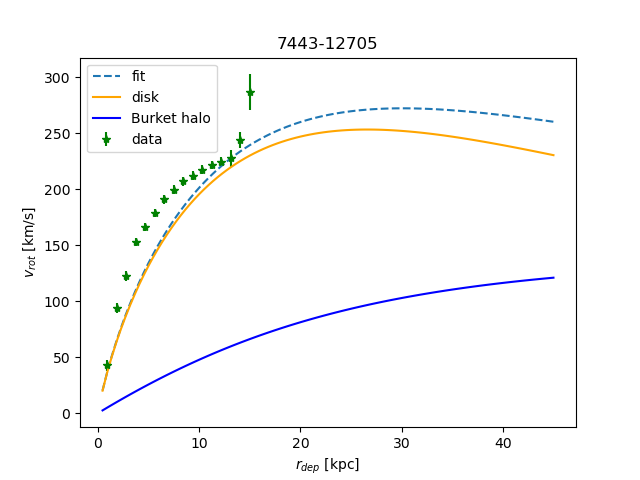 7443-12705
fit
disk
Burket halo
data
300
250
200
150
100
50
0
v_rot [km/s]
0 10 20 30 40
r_dep [kpc]